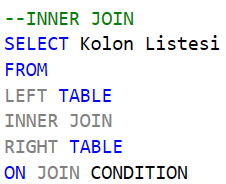 --INNER JOIN
SELECT Kolon Listesi
FROM
LEFT TABLE
INNER JOIN
RIGHT TABLE
ON JOIN CONDITION